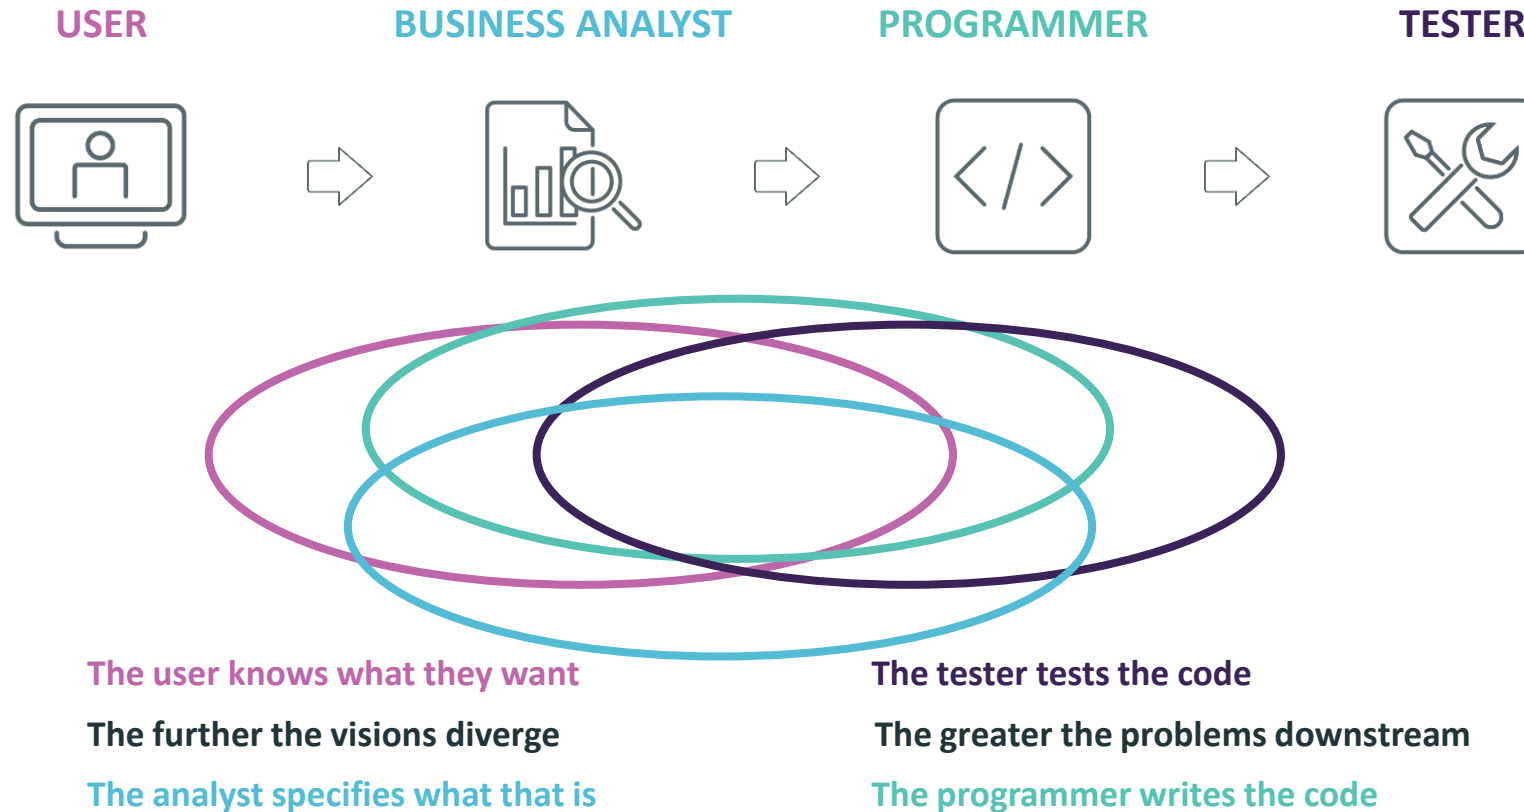 USER
BUSINESS ANALYST
PROGRAMMER
TESTER
</>
The user knows what they want
The further the visions diverge
The analyst specifies what that is
The tester tests the code
The greater the problems downstream
The programmer writes the code